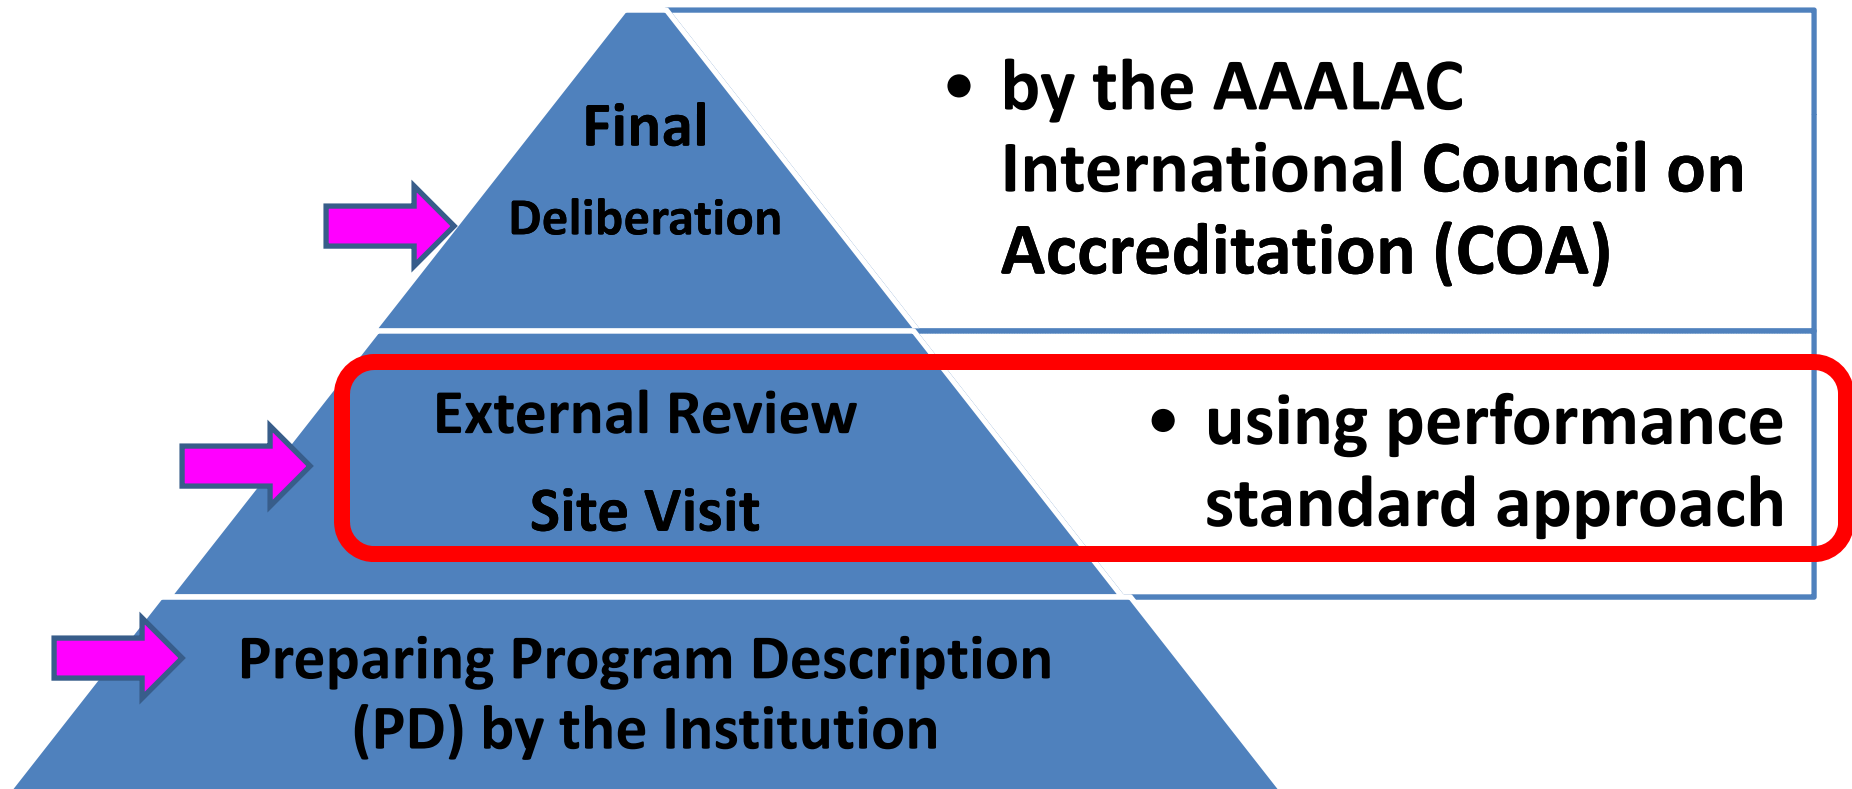 Final
Deliberation
• by the AAALAC
International Council on
Accreditation (COA)
External Review
Site Visit
• using performance
standard approach
Preparing Program Description
(PD) by the Institution